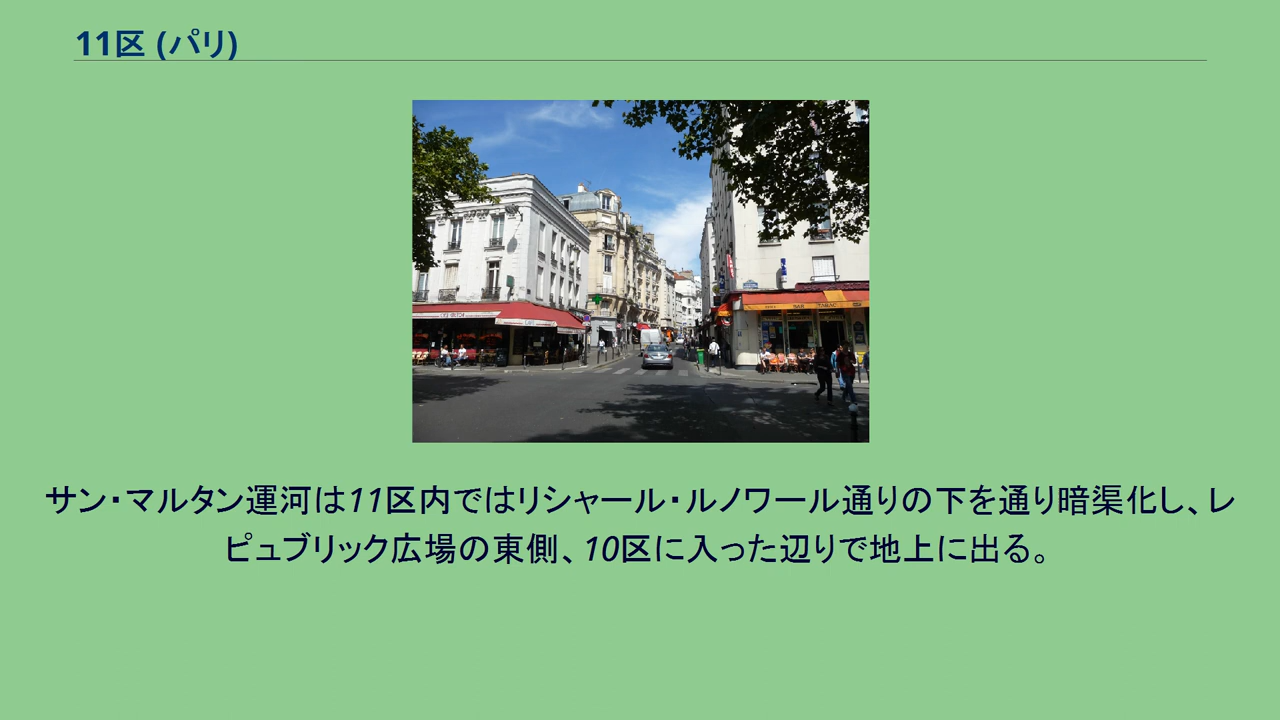 11区 (パリ)
BAR TABAC
サン・マルタン運河は11区内ではリシャール・ルノワール通りの下を通り暗渠化し、レ
ピュブリック広場の東側、10区に入った辺りで地上に出る。